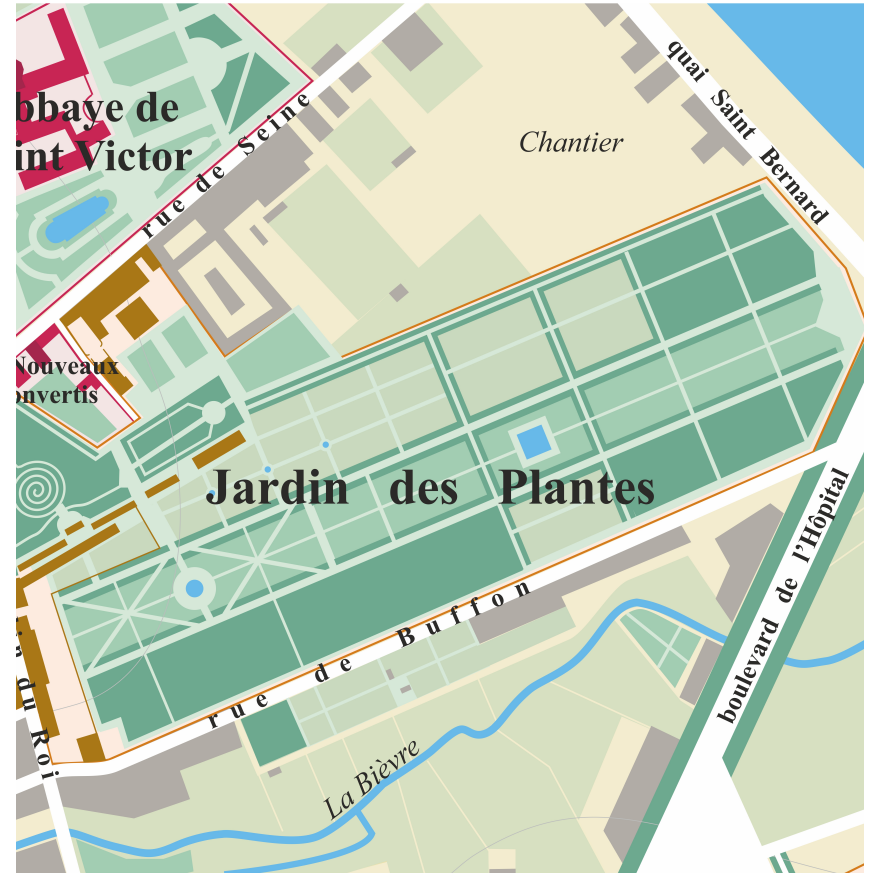 quai Saint Bernard
bbaye de
int Victor
rue de Seine
Chantier
Nouveaux
onvertis
Jardin des Plantes
boulevard de l'Hôpital
rue de Buffon
in du Roi
La Bièvre